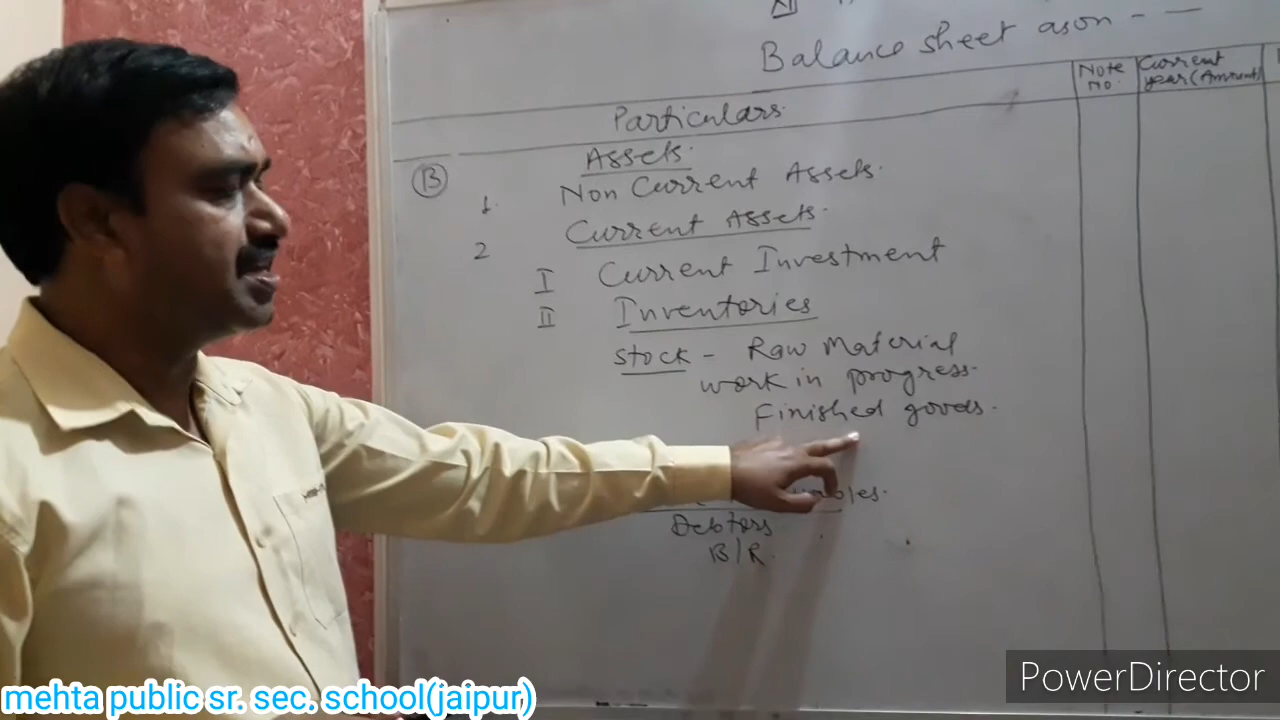 XII
Balance sheet as on - -
Particulars.
Note No.
Current year (Amount)
B
Assets.
1. Non Current Assets.
2 Current Assets.
I Current Investment
II Inventories
Stock - Raw Material
work in progress.
Finished goods.
Debtors
B/R.
mehta public sr. sec. school(jaipur)
PowerDirector